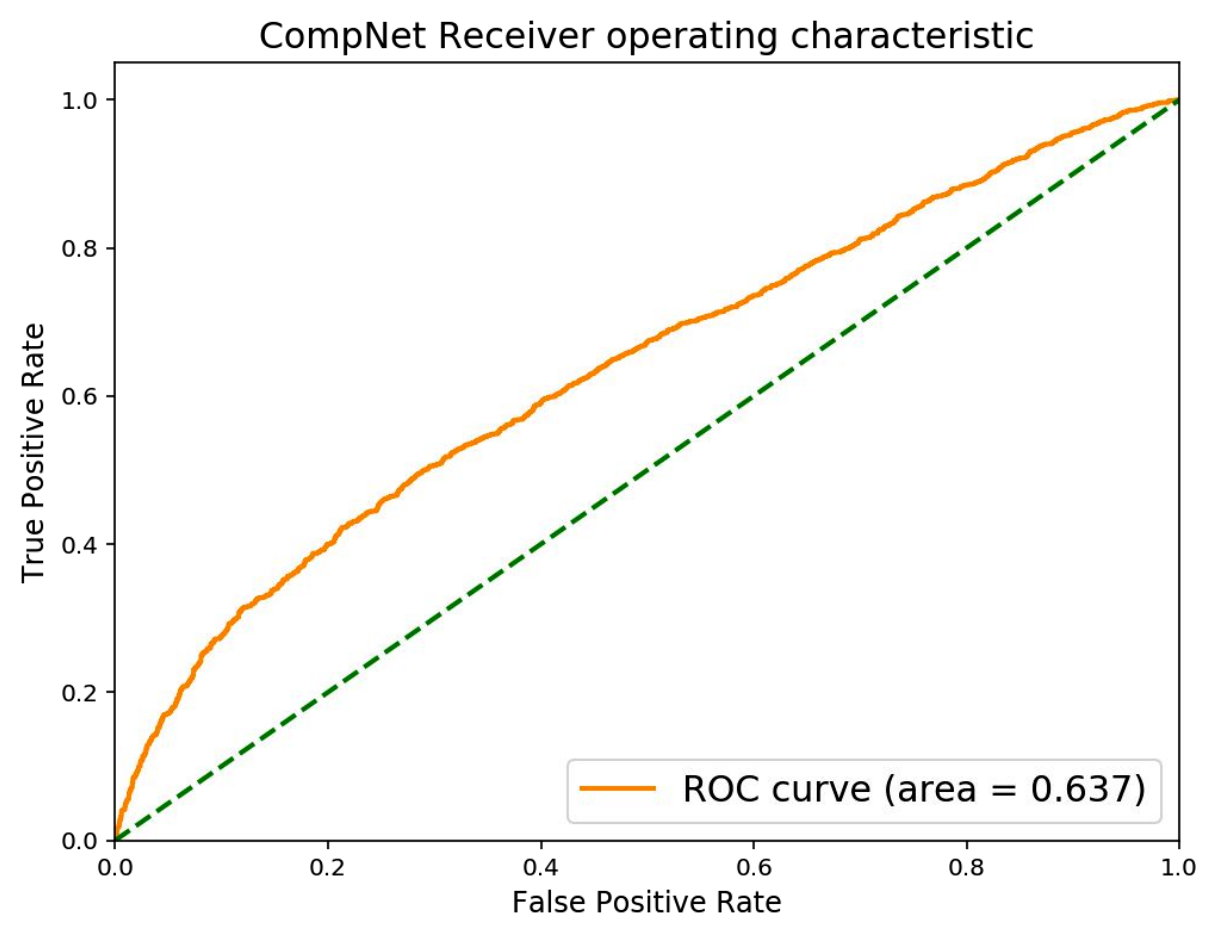 CompNet Receiver operating characteristic
True Positive Rate
1.0
0.8
0.6
0.4
0.2
0.0
ROC curve (area = 0.637)
0.0 0.2 0.4 0.6 0.8 1.0
False Positive Rate